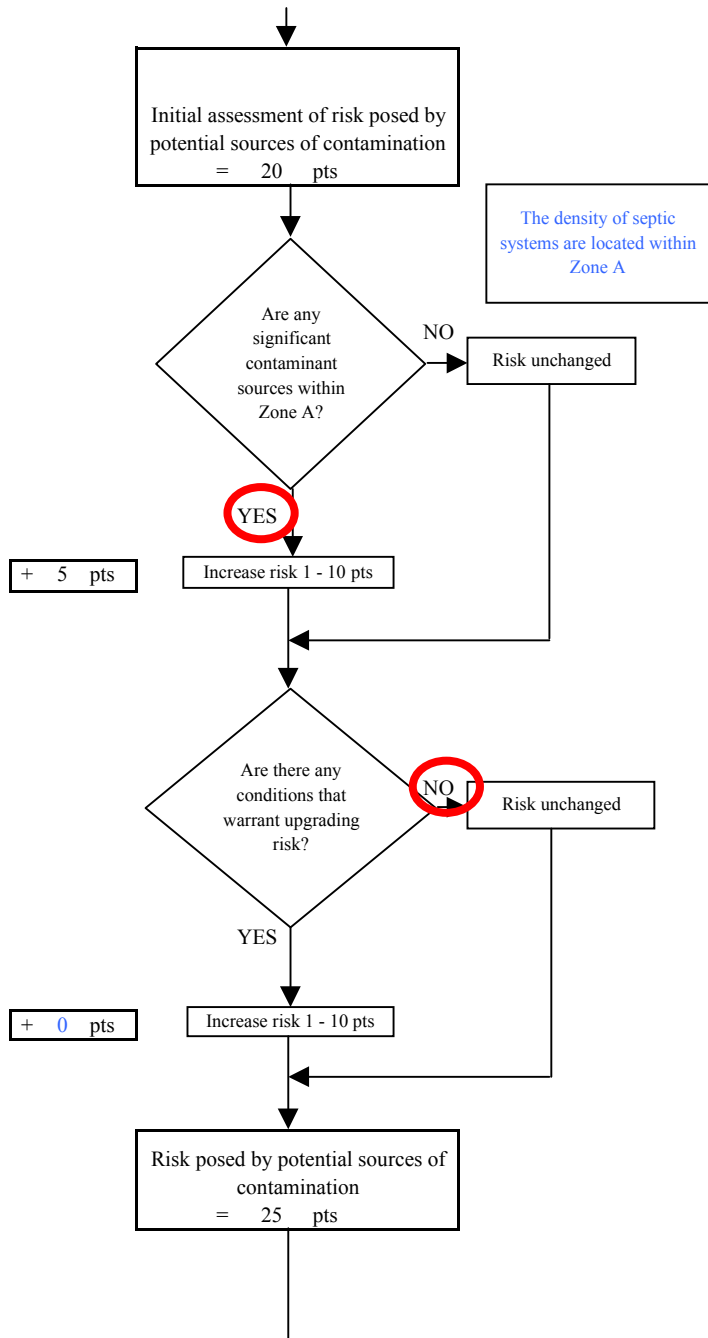 Initial assessment of risk posed by
potential sources of contamination
= 20 pts
The density of septic
systems are located within
Zone A
Are any
significant
contaminant
sources within
Zone A?
NO
Risk unchanged
YES
+ 5 pts
Increase risk 1 - 10 pts
Are there any
conditions that
warrant upgrading
risk?
NO
Risk unchanged
YES
+ 0 pts
Increase risk 1 - 10 pts
Risk posed by potential sources of
contamination
= 25 pts